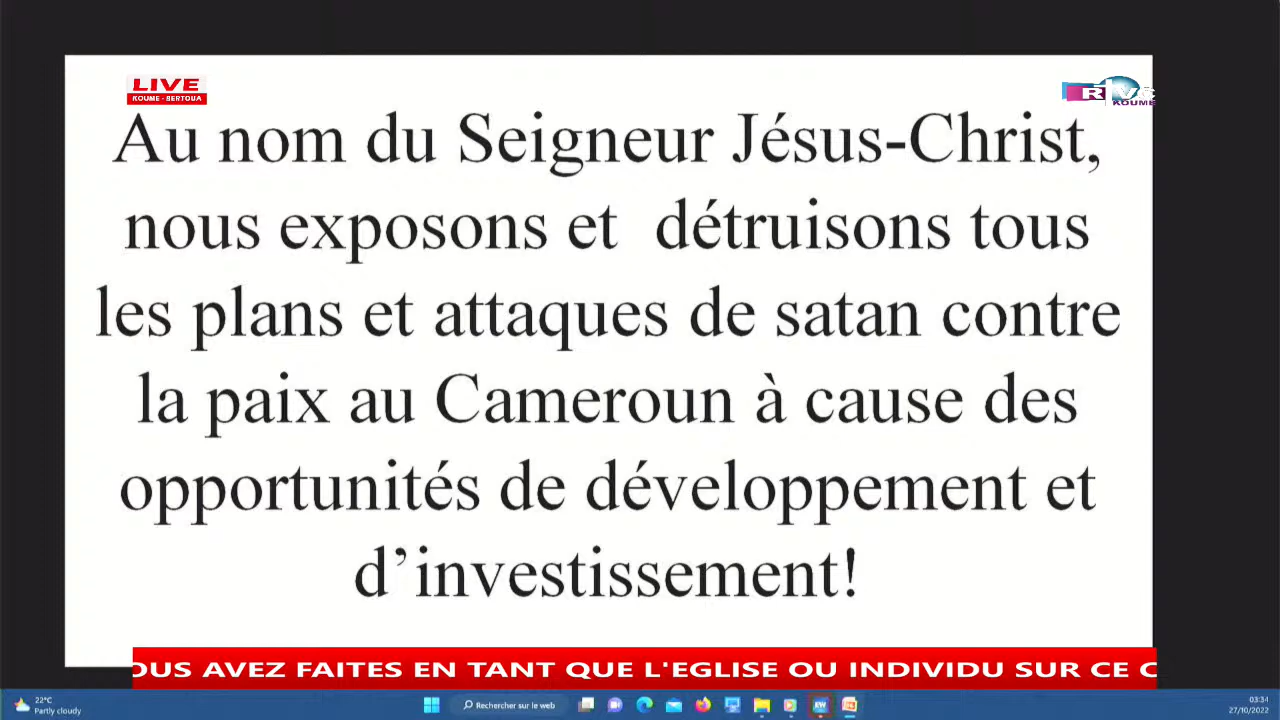 LIVE
KOUME - BERTOUA
KOUME
Au nom du Seigneur Jésus-Christ,
nous exposons et détruisons tous
les plans et attaques de satan contre
la paix au Cameroun à cause des
opportunités de développement et
d’investissement!
OUS AVEZ FAITES EN TANT QUE L'EGLISE OU INDIVIDU SUR CE C
22°C
Partly cloudy
Rechercher sur le web
03:34
27/10/2022